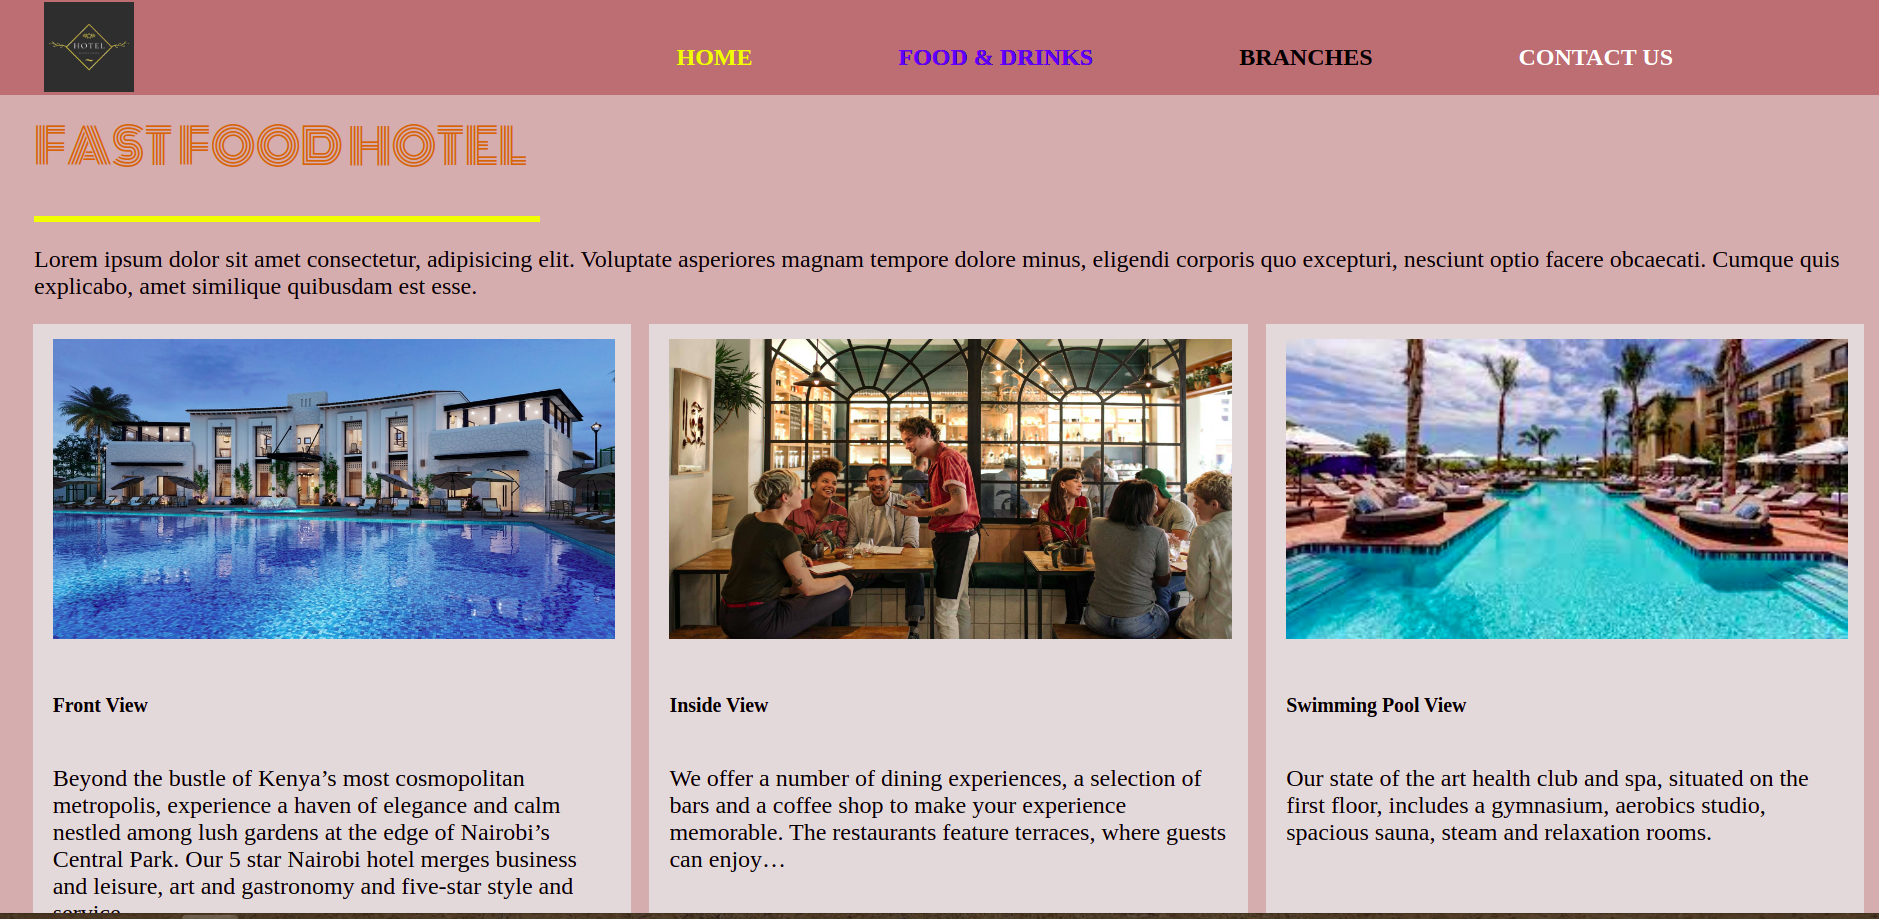 HOTEL
HOME
FOOD & DRINKS
BRANCHES
CONTACT US
FAST FOOD HOTEL
Lorem ipsum dolor sit amet consectetur, adipisicing elit. Voluptate asperiores magnam tempore dolore minus, eligendi corporis quo excepturi, nesciunt optio facere obcaecati. Cumque quis
explicabo, amet similique quibusdam est esse.
Front View
Beyond the bustle of Kenya’s most cosmopolitan
metropolis, experience a haven of elegance and calm
nestled among lush gardens at the edge of Nairobi’s
Central Park. Our 5 star Nairobi hotel merges business
and leisure, art and gastronomy and five-star style and
service
Inside View
We offer a number of dining experiences, a selection of
bars and a coffee shop to make your experience
memorable. The restaurants feature terraces, where guests
can enjoy…
Swimming Pool View
Our state of the art health club and spa, situated on the
first floor, includes a gymnasium, aerobics studio,
spacious sauna, steam and relaxation rooms.